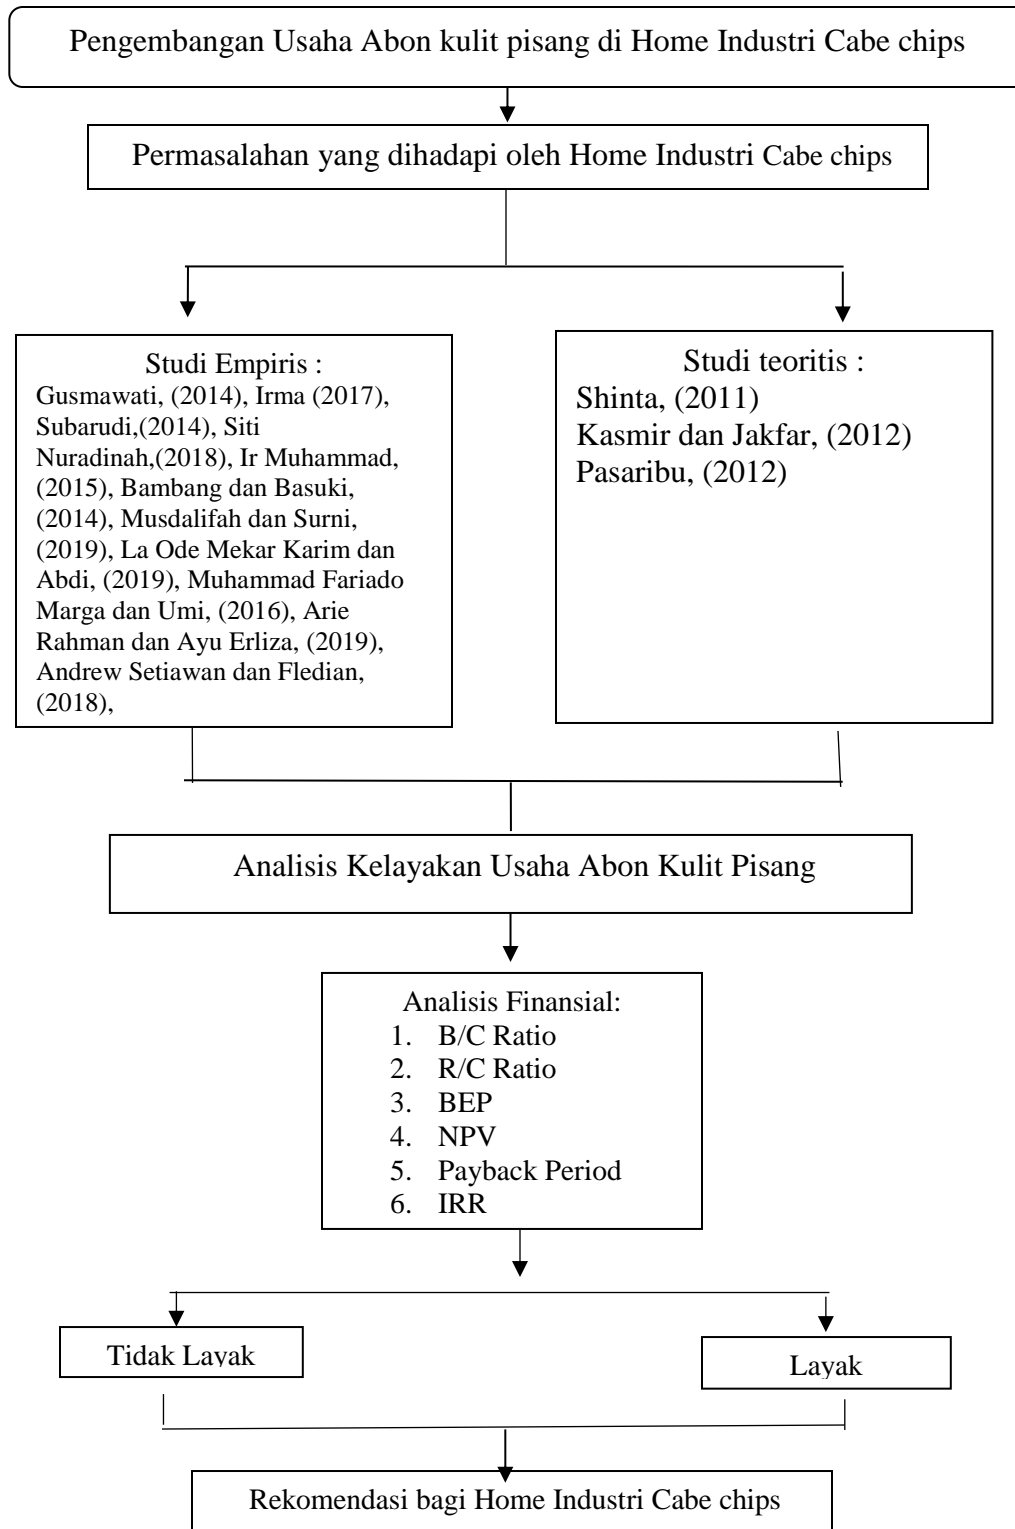 Pengembangan Usaha Abon kulit pisang di Home Industri Cabe chips
Permasalahan yang dihadapi oleh Home Industri Cabe chips
Studi Empiris :
Gusmawati, (2014), Irma (2017),
Subarudi,(2014), Siti
Nuradinah,(2018), Ir Muhammad,
(2015), Bambang dan Basuki,
(2014), Musdalifah dan Surni,
(2019), La Ode Mekar Karim dan
Abdi, (2019), Muhammad Fariado
Marga dan Umi, (2016), Arie
Rahman dan Ayu Erliza, (2019),
Andrew Setiawan dan Fledian,
(2018),
Studi teoritis :
Shinta, (2011)
Kasmir dan Jakfar, (2012)
Pasaribu, (2012)
Analisis Kelayakan Usaha Abon Kulit Pisang
Analisis Finansial:
1. B/C Ratio
2. R/C Ratio
3. BEP
4. NPV
5. Payback Period
6. IRR
Tidak Layak
Layak
Rekomendasi bagi Home Industri Cabe chips